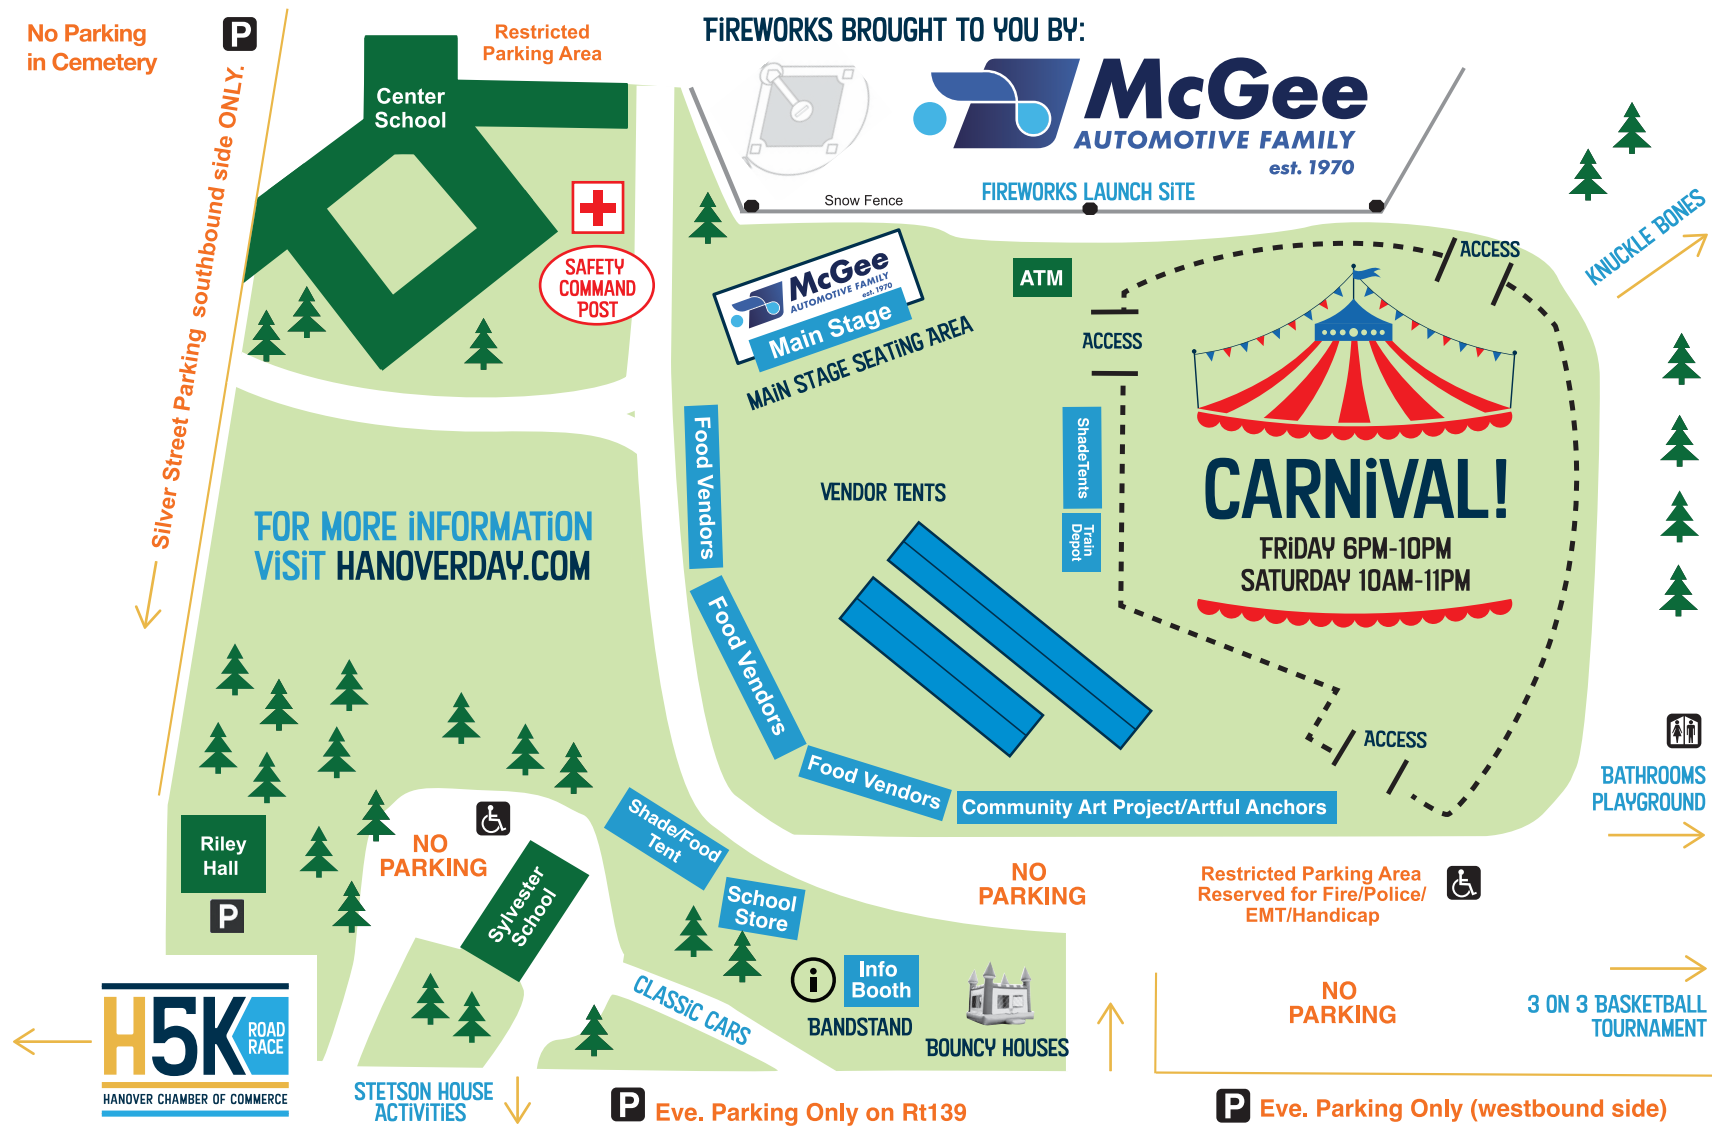 No Parking
in Cemetery
P
Restricted
Parking Area
FiREWORKS BROUGHT TO YOU BY:
McGee
AUTOMOTIVE FAMILY
est. 1970
FIREWORKS LAUNCH SiTE
Snow Fence
Center
School
Silver Street Parking southbound side ONLY.
SAFETY
COMMAND
POST
McGee
AUTOMOTIVE FAMILY
est. 1970
Main Stage
MAiN STAGE SEATiNG AREA
ATM
ACCESS
ACCESS
KNUCKLE BONES
Food Vendors
ShadeTents
Train
Depot
VENDOR TENTS
CARNiVAL!
FRiDAY 6PM-10PM
SATURDAY 10AM-11PM
FOR MORE iNFORMATiON
ViSiT HANOVERDAY.COM
Food Vendors
Food Vendors
Community Art Project/Artful Anchors
ACCESS
BATHROOMS
PLAYGROUND
Riley
Hall
P
NO
PARKING
Sylvester
School
Shade/Food
Tent
School
Store
NO
PARKING
Restricted Parking Area
Reserved for Fire/Police/
EMT/Handicap
i
Info
Booth
BANDSTAND
BOUNCY HOUSES
CLASSiC CARS
NO
PARKING
3 ON 3 BASKETBALL
TOURNAMENT
H5K
ROAD
RACE
HANOVER CHAMBER OF COMMERCE
STETSON HOUSE
ACTiViTiES
P Eve. Parking Only on Rt139
P Eve. Parking Only (westbound side)